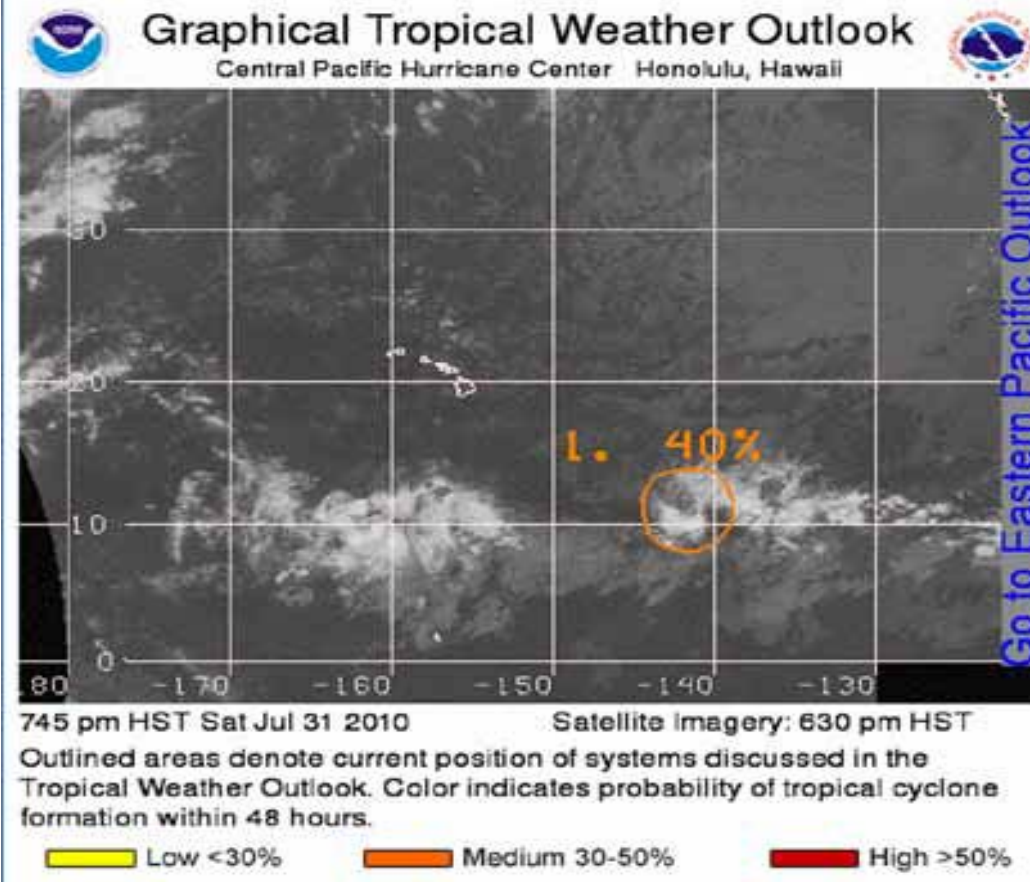 Graphical Tropical Weather Outlook
Central Pacific Hurricane Center Honolulu, Hawaii
Go to Eastern Pacific Outlook
30
20
1. 40%
10
0
180 -170 -160 -150 -140 -130
745 pm HST Sat Jul 31 2010 Satellite Imagery: 630 pm HST
Outlined areas denote current position of systems discussed in the
Tropical Weather Outlook. Color indicates probability of tropical cyclone
formation within 48 hours.
Low <30% Medium 30-50% High >50%